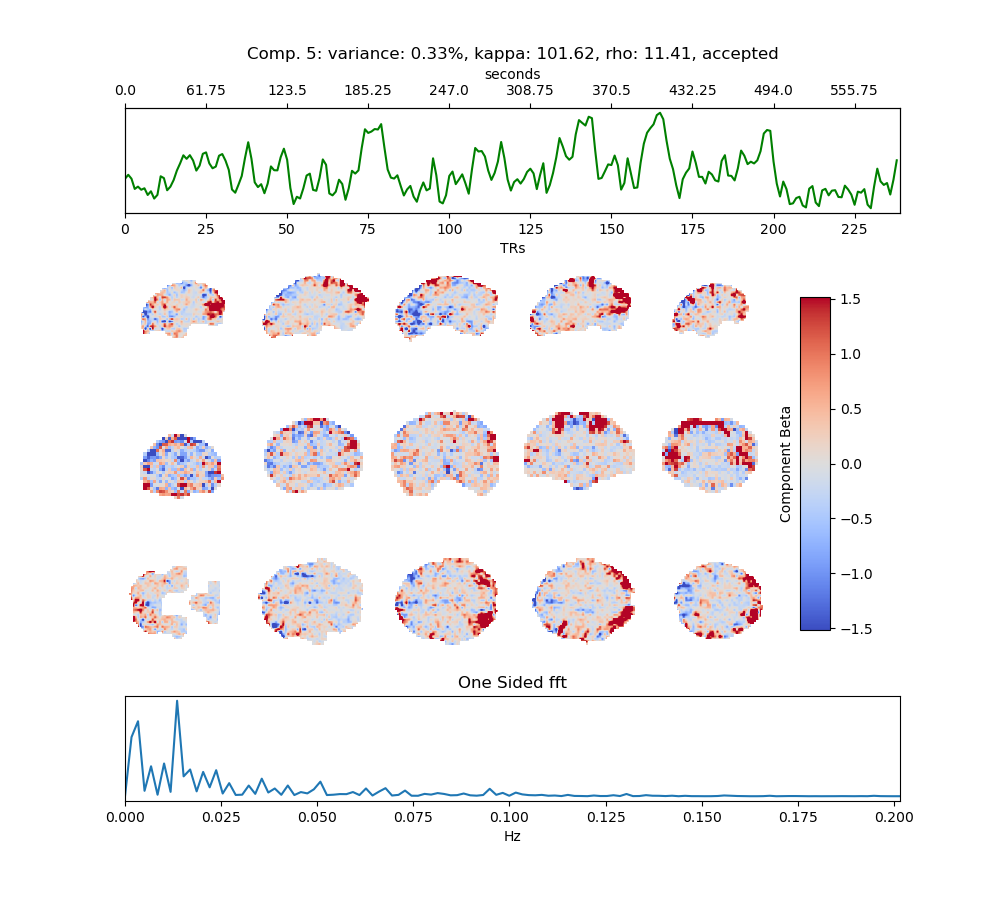 Comp. 5: variance: 0.33%, kappa: 101.62, rho: 11.41, accepted
seconds
0.0 61.75 123.5 185.25 247.0 308.75 370.5 432.25 494.0 555.75
0 25 50 75 100 125 150 175 200 225
TRs
1.5
1.0
0.5
0.0
−0.5
−1.0
−1.5
Component Beta
One Sided fft
0.000 0.025 0.050 0.075 0.100 0.125 0.150 0.175 0.200
Hz